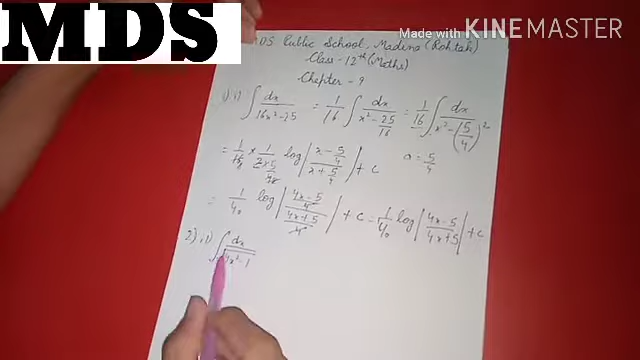 MDS
Made with KINEMASTER
MDS Public School, Madina (Rohtak)
Class - 12th (Maths)
Chepter - 9
1) i) ∫ dx/(16x² - 25) = 1/16 ∫ dx/(x² - 25/16) = 1/16 ∫ dx/(x² - (5/4)²)
= 1/16 × 1/(2 × 5/4) log |(x - 5/4)/(x + 5/4)| + c a = 5/4
= 1/40 log |((4x - 5)/4)/((4x + 5)/4)| + c = 1/40 log |(4x - 5)/(4x + 5)| + c
2) i) ∫ dx/√(4x² - 1)